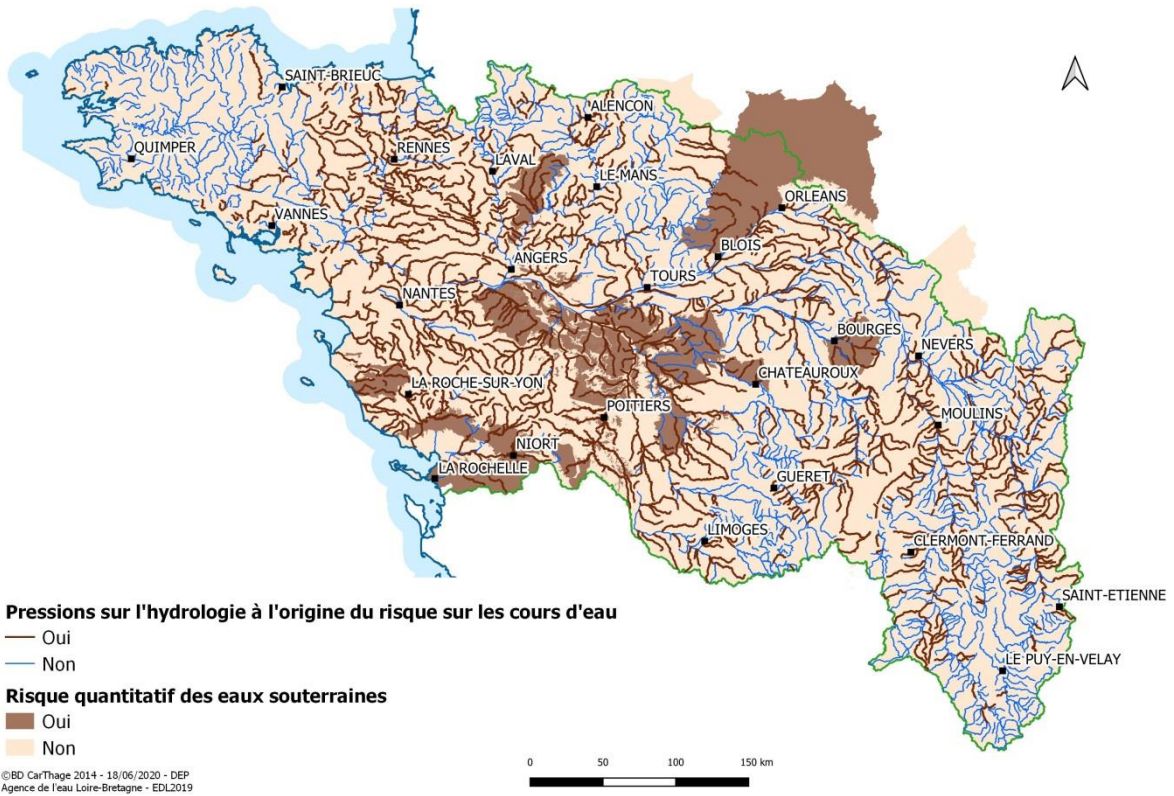 SAINT-BRIEUC
ALENCON
QUIMPER
RENNES
LAVAL
LE-MANS
ORLEANS
VANNES
BLOIS
ANGERS
TOURS
NANTES
BOURGES
NEVERS
CHATEAUROUX
LA ROCHE-SUR-YON
POITIERS
MOULINS
NIORT
LA ROCHELLE
GUERET
LIMOGES
CLERMONT-FERRAND
SAINT-ETIENNE
LE PUY-EN-VELAY
Pressions sur l'hydrologie à l'origine du risque sur les cours d'eau
Oui
Non
Risque quantitatif des eaux souterraines
Oui
Non
©BD CarThage 2014 - 18/06/2020 - DEP
Agence de l'eau Loire-Bretagne - EDL2019
0 50 100 150 km